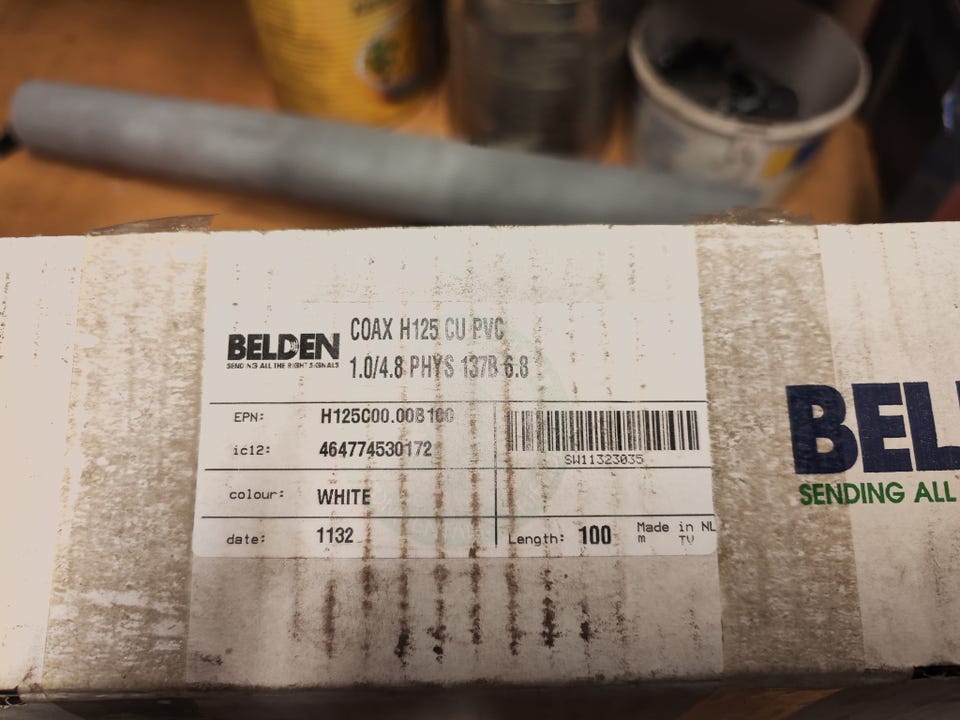 BELDEN
SENDING ALL THE RIGHT SIGNALS
COAX H125 CU PVC
1.0/4.8 PHYS 137B 6.8
EPN: H125C00.00B100
ic12: 464774530172
SW11323035
colour: WHITE
date: 1132
Length: 100 m
Made in NL
TV
BEL
SENDING ALL